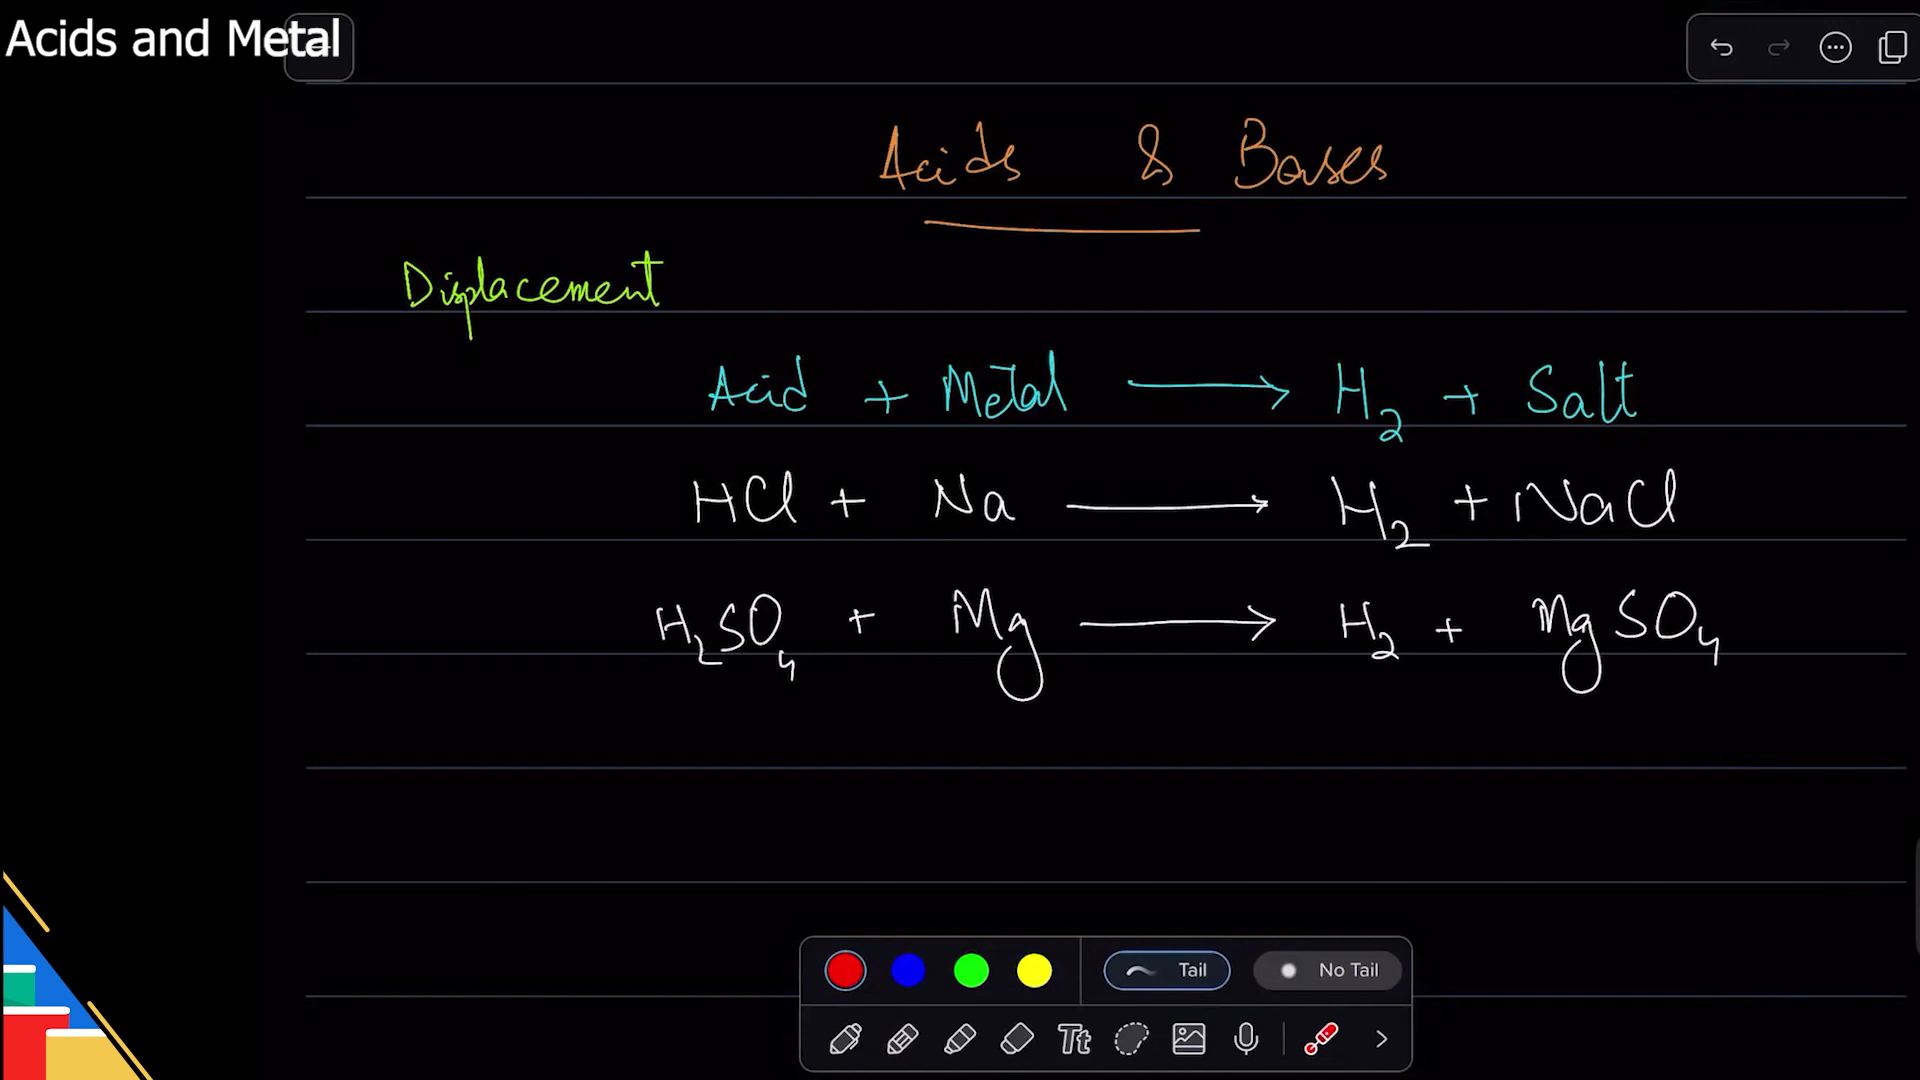 Acids and Metal
Acids & Bases
Displacement
Acid + Metal ⟶ H₂ + Salt
HCl + Na ⟶ H₂ + NaCl
H₂SO₄ + Mg ⟶ H₂ + MgSO₄
Tail No Tail
Tt